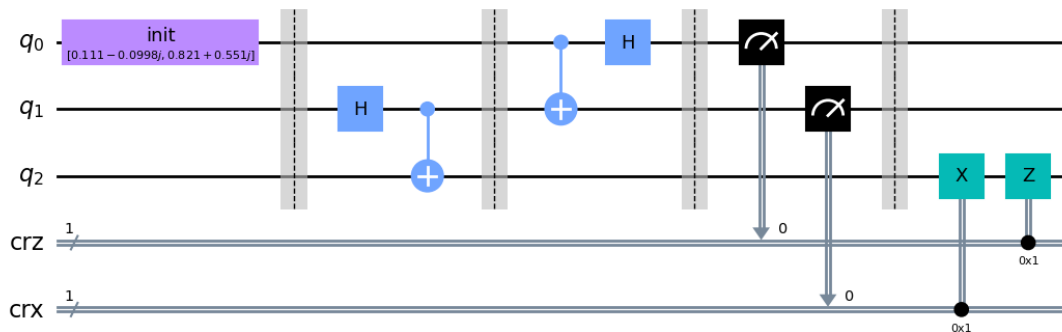 q0 init
[0.111−0.0998j, 0.821+0.551j]
H
q1 H
q2 X Z
crz 1 0
0x1
crx 1 0
0x1